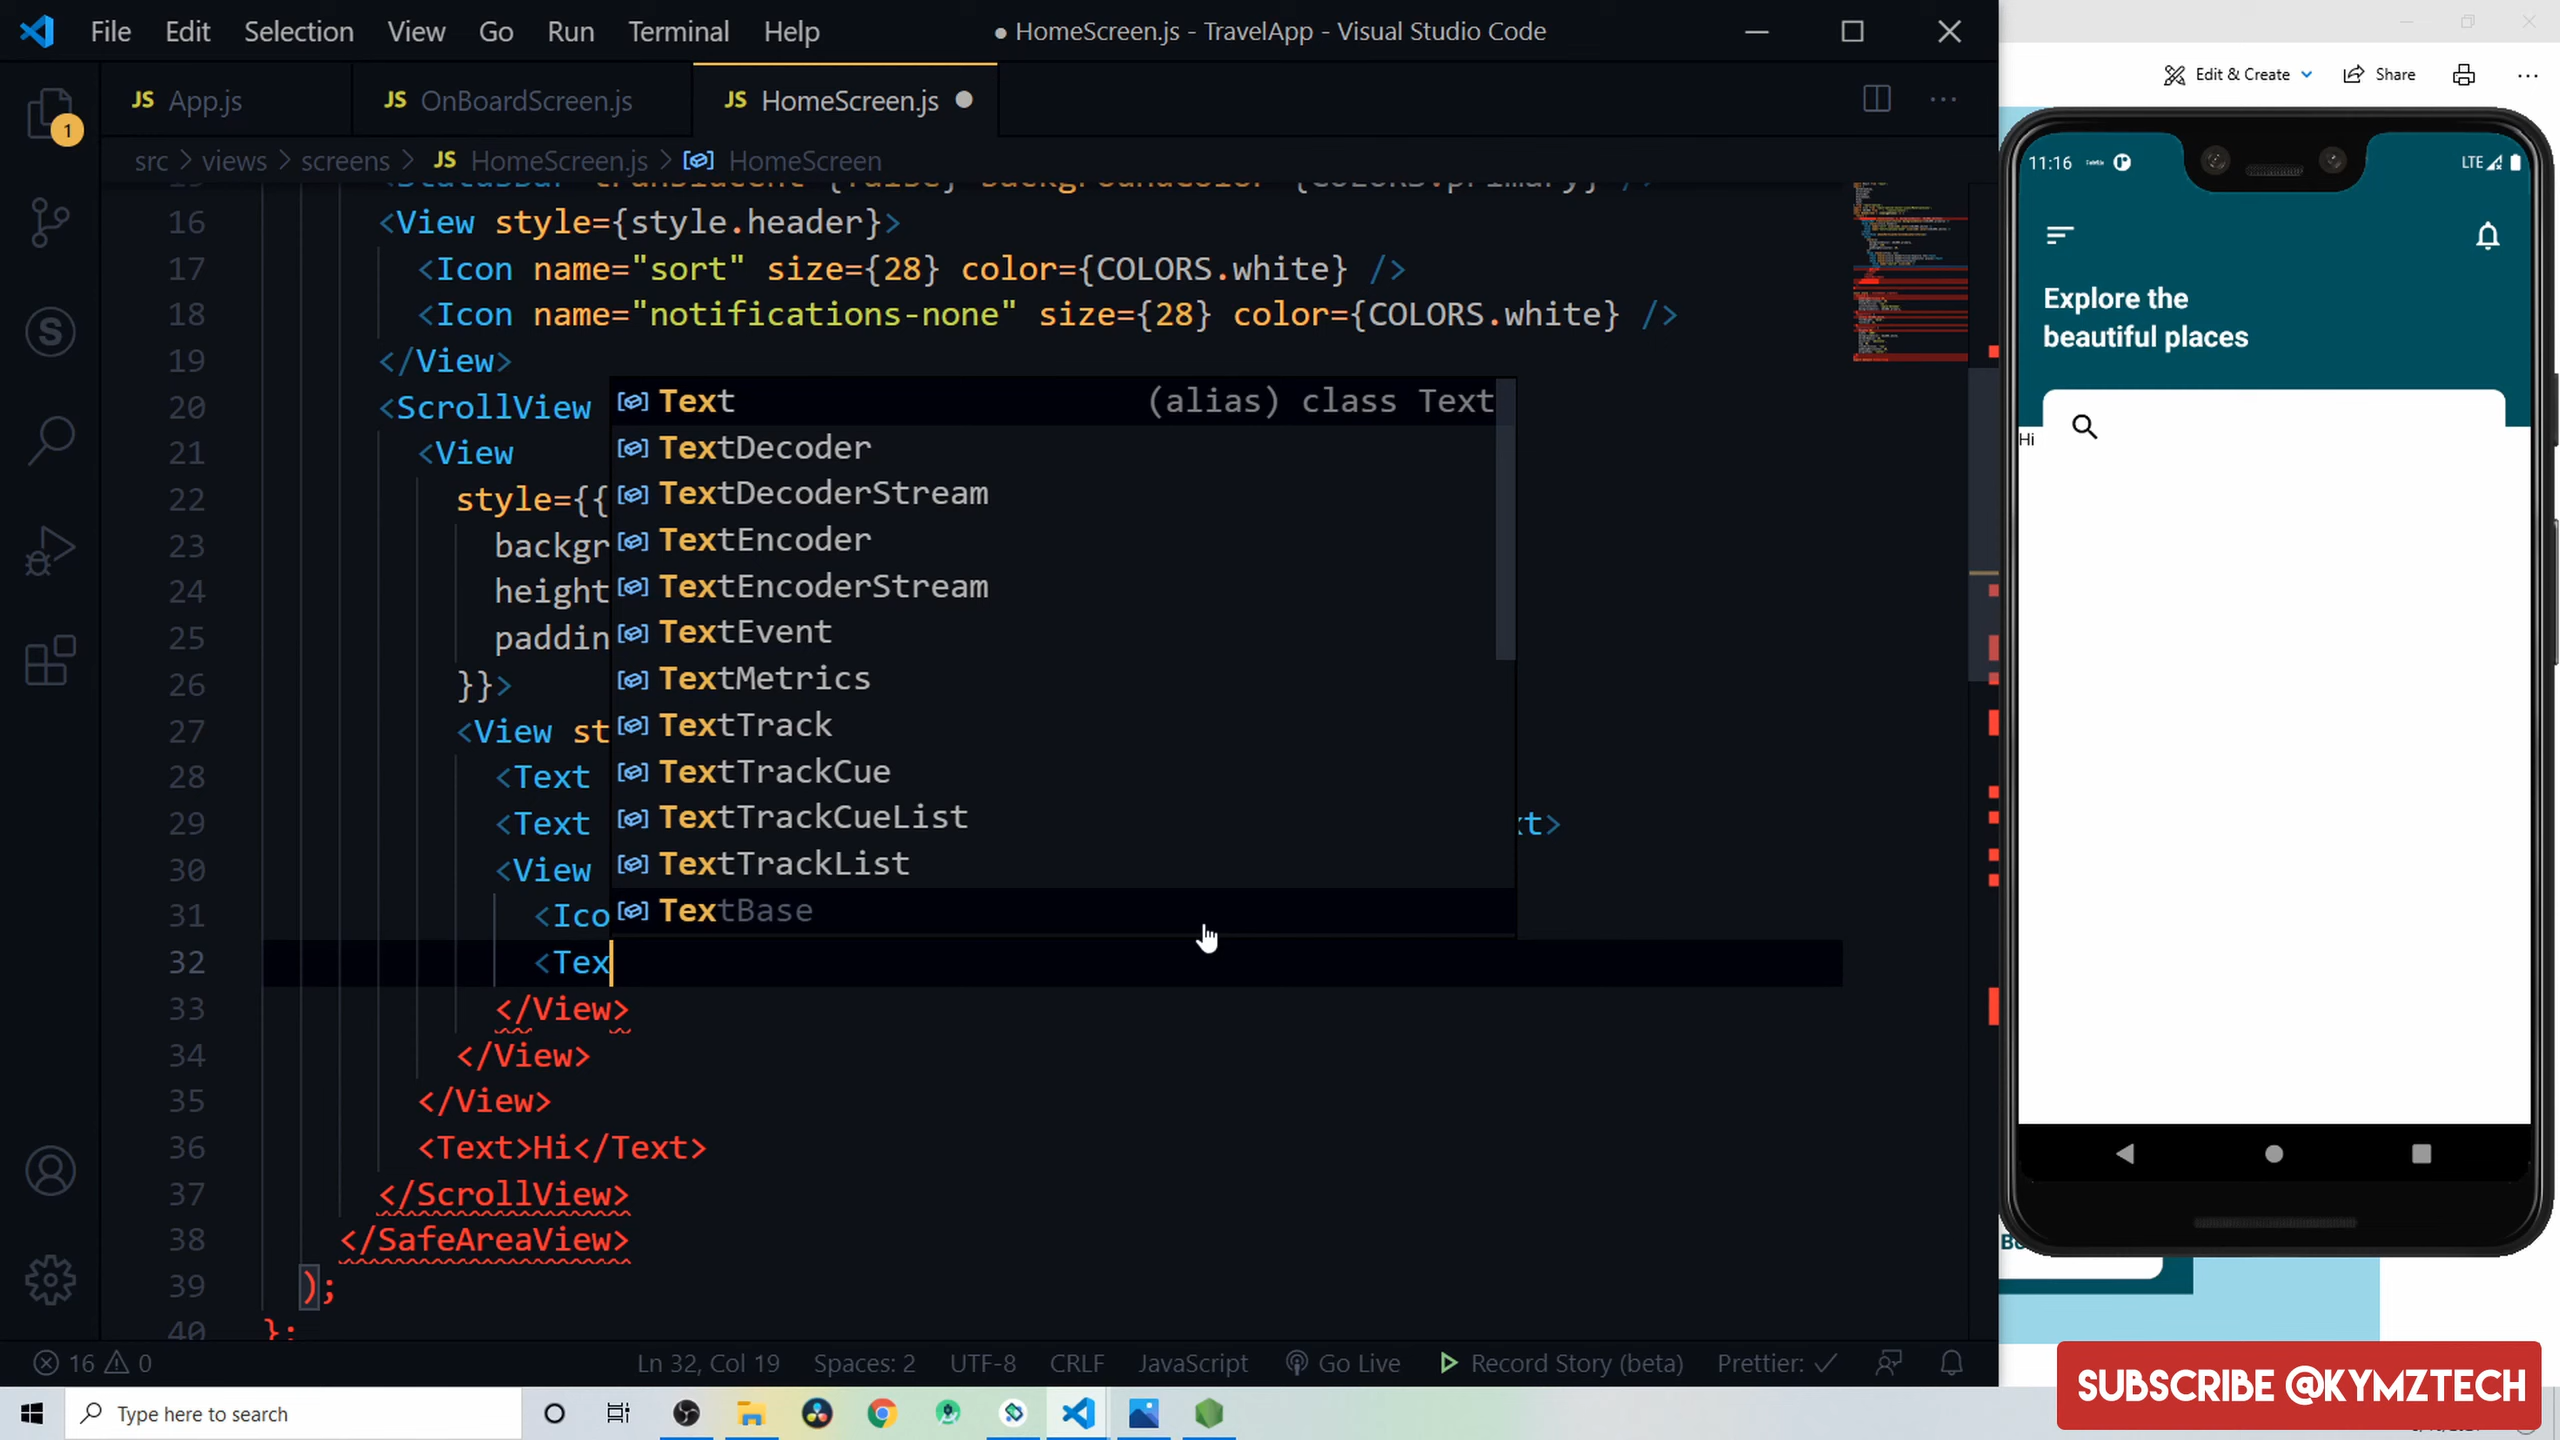 File Edit Selection View Go Run Terminal Help
● HomeScreen.js - TravelApp - Visual Studio Code
JS App.js
JS OnBoardScreen.js
JS HomeScreen.js
src > views > screens > JS HomeScreen.js > HomeScreen
16 <View style={style.header}>
17 <Icon name="sort" size={28} color={COLORS.white} />
18 <Icon name="notifications-none" size={28} color={COLORS.white} />
19 </View>
20 <ScrollView
21 <View
22 style={{
23 backgr
24 height
25 paddin
26 }}>
27 <View st
28 <Text
29 <Text xt>
30 <View
31 <Ico
32 <Tex
33 </View>
34 </View>
35 </View>
36 <Text>Hi</Text>
37 </ScrollView>
38 </SafeAreaView>
39 );
40 };
Text (alias) class Text
TextDecoder
TextDecoderStream
TextEncoder
TextEncoderStream
TextEvent
TextMetrics
TextTrack
TextTrackCue
TextTrackCueList
TextTrackList
TextBase
1
16 0
Ln 32, Col 19 Spaces: 2 UTF-8 CRLF JavaScript Go Live Record Story (beta) Prettier: ✓
Type here to search
Edit & Create Share
11:16 LTE
Explore the
beautiful places
Hi
SUBSCRIBE @KYMZTECH